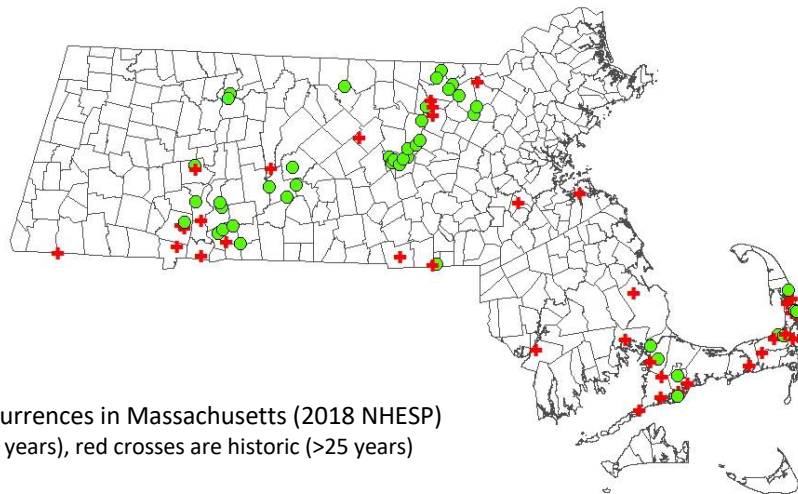 urrences in Massachusetts (2018 NHESP)
years), red crosses are historic (>25 years)